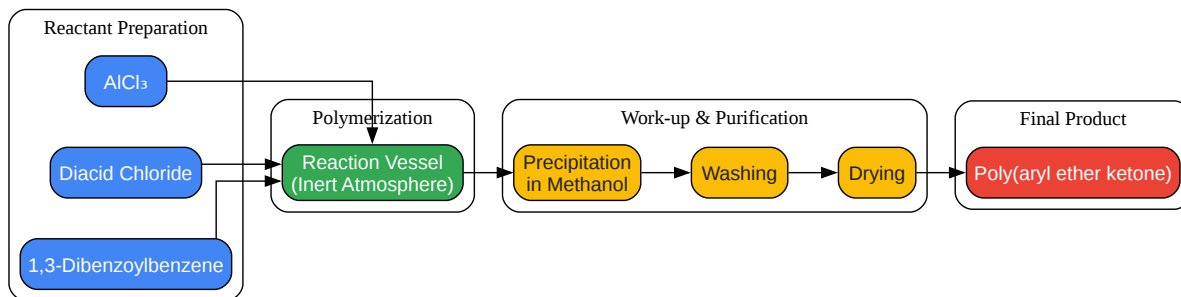 Reactant Preparation
AlCl₃
Diacid Chloride
1,3-Dibenzoylbenzene
Polymerization
Reaction Vessel
(Inert Atmosphere)
Work-up & Purification
Precipitation
in Methanol
Washing
Drying
Final Product
Poly(aryl ether ketone)